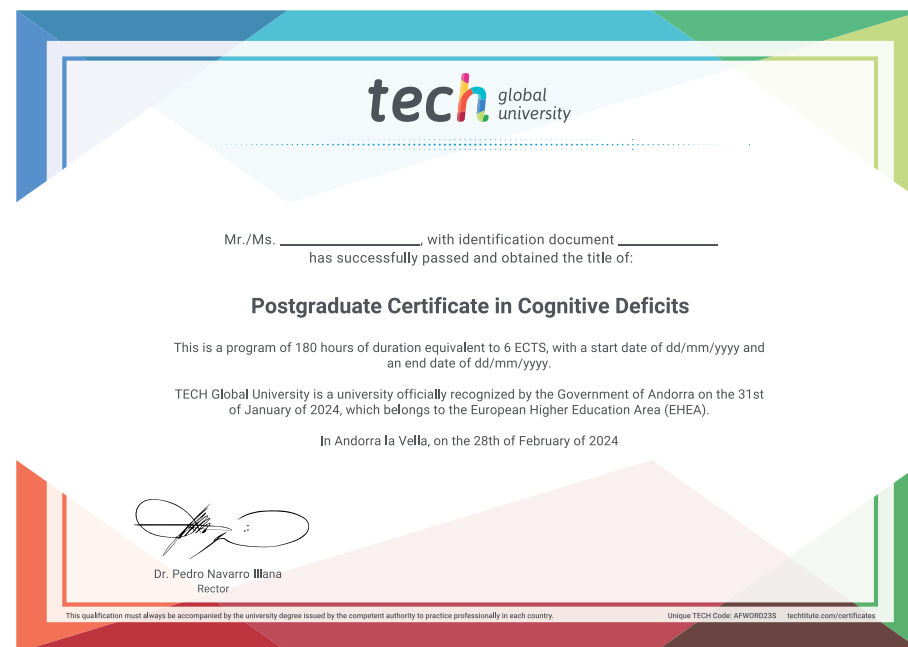 tech global university
Mr./Ms. ____________, with identification document ____________
has successfully passed and obtained the title of:
Postgraduate Certificate in Cognitive Deficits
This is a program of 180 hours of duration equivalent to 6 ECTS, with a start date of dd/mm/yyyy and
an end date of dd/mm/yyyy.
TECH Global University is a university officially recognized by the Government of Andorra on the 31st
of January of 2024, which belongs to the European Higher Education Area (EHEA).
In Andorra la Vella, on the 28th of February of 2024
Dr. Pedro Navarro Illana
Rector
This qualification must always be accompanied by the university degree issued by the competent authority to practice professionally in each country.
Unique TECH Code: AFWORD23S techtitute.com/certificates